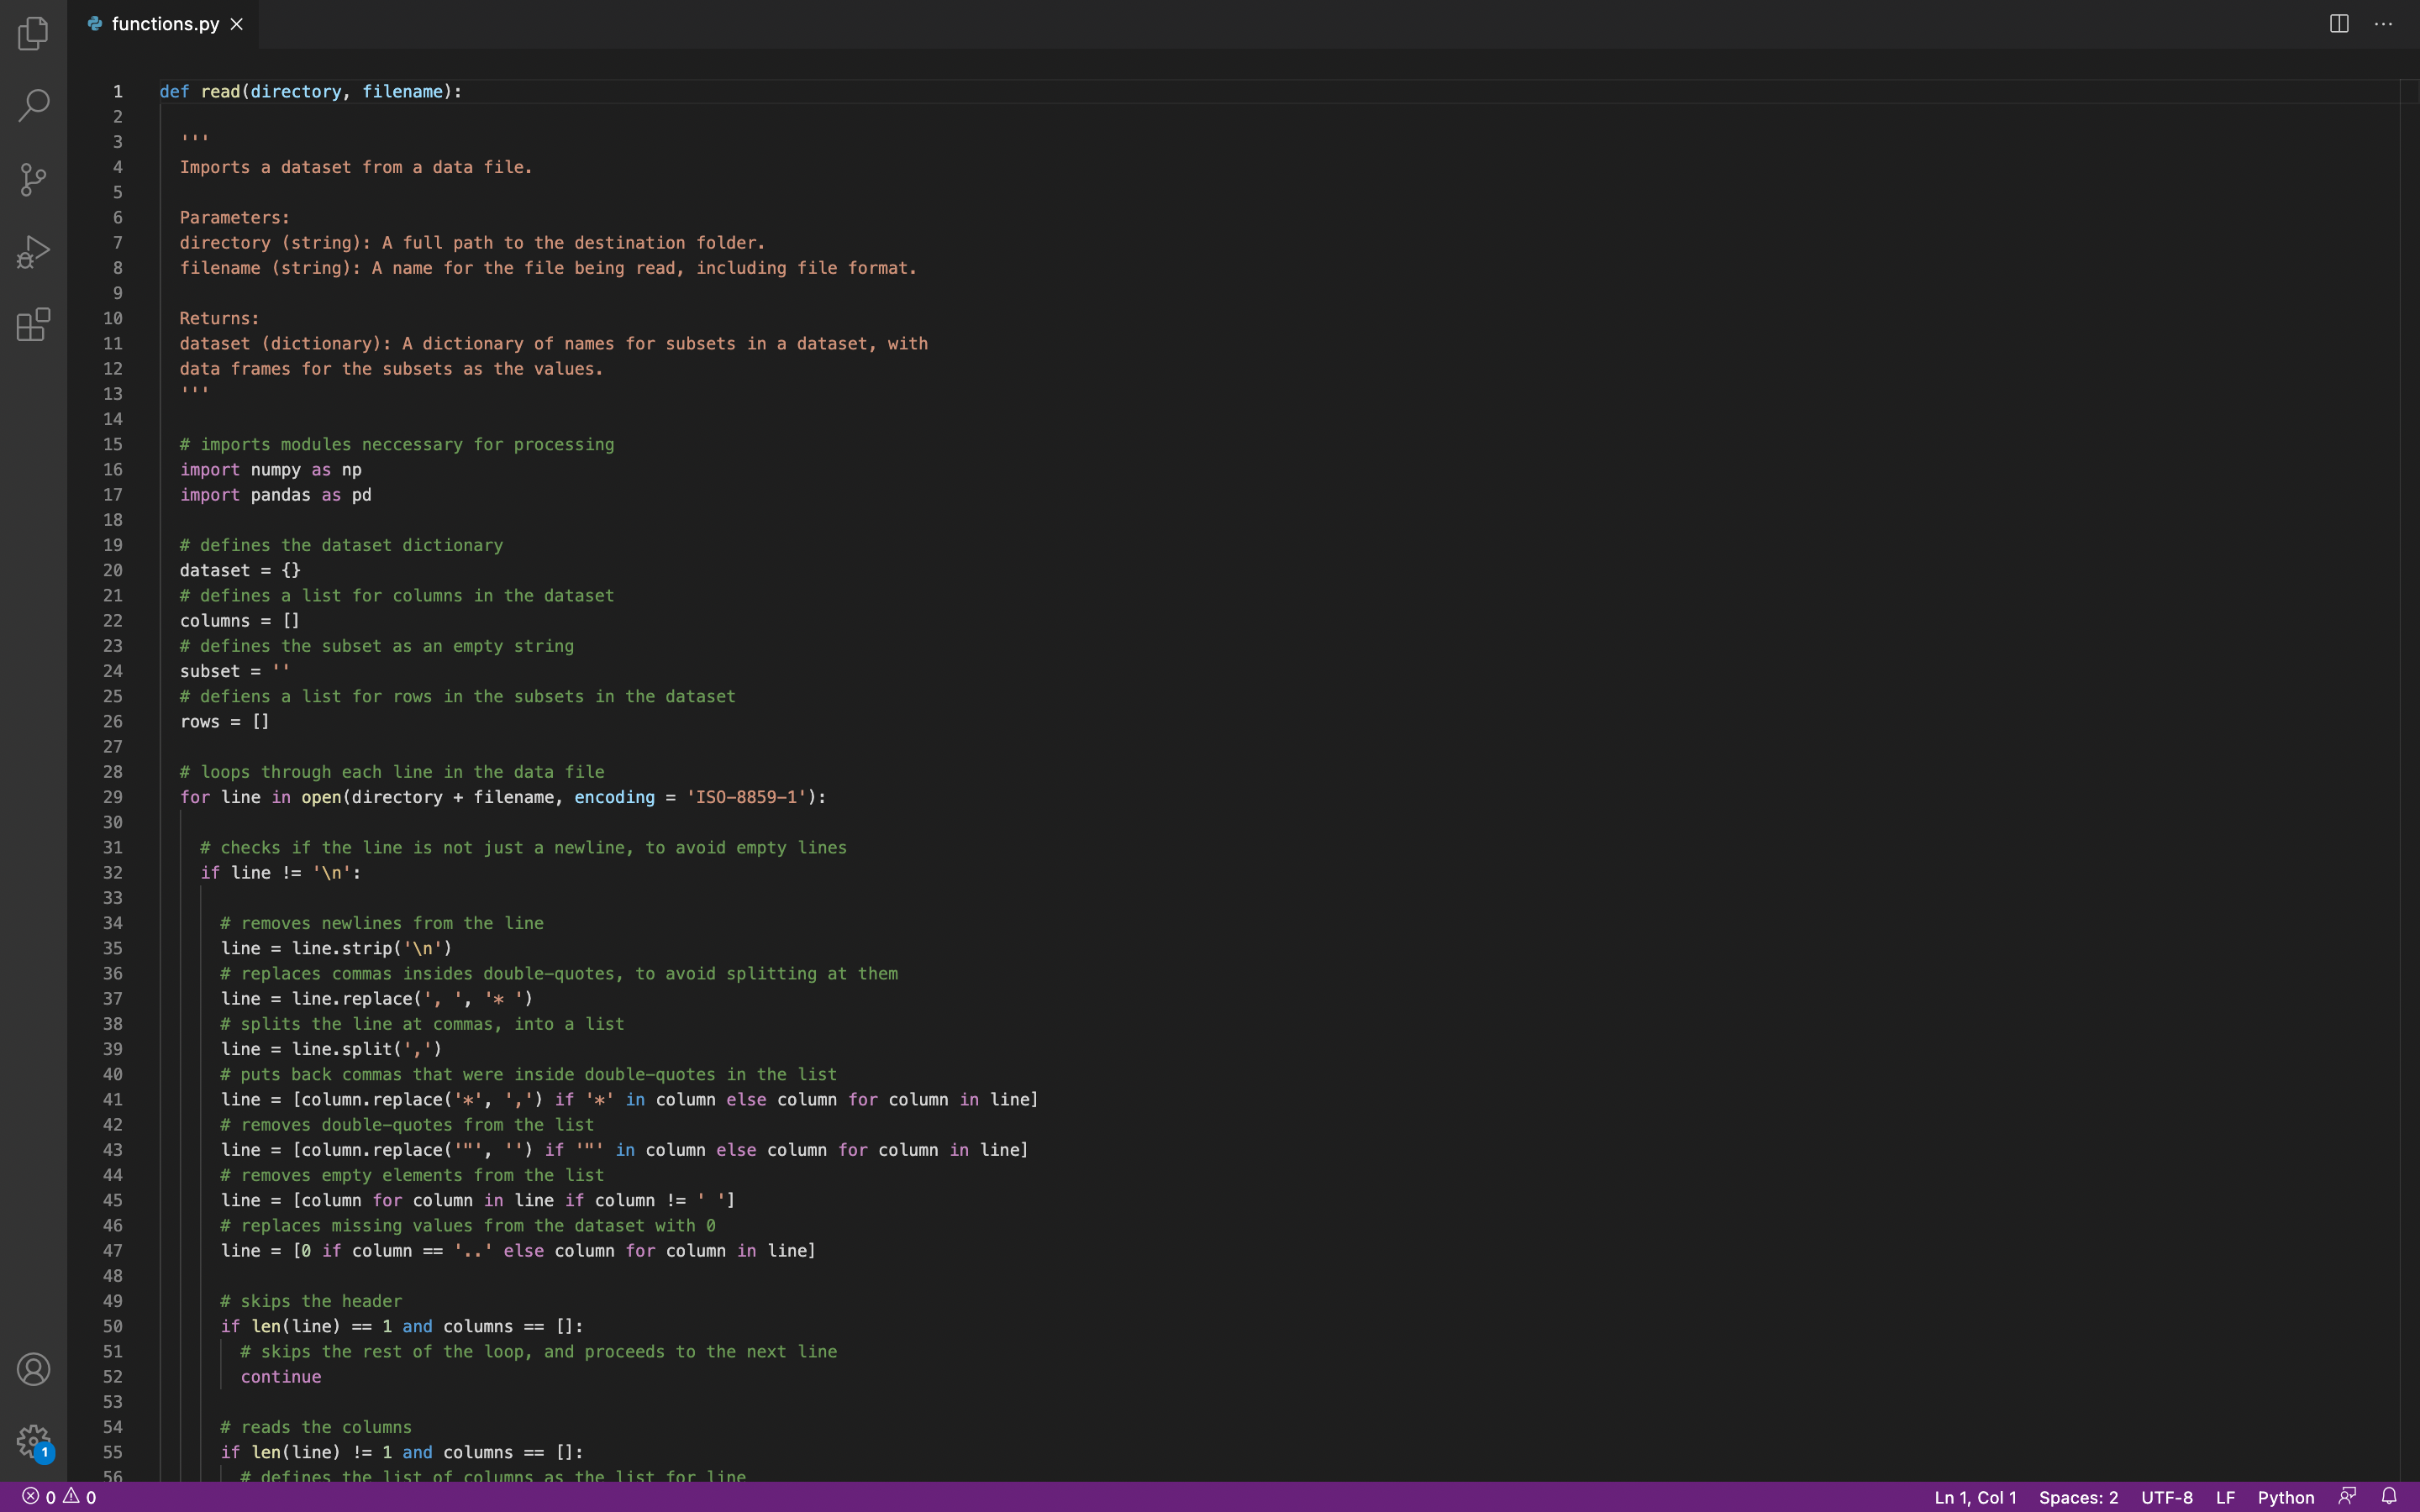 functions.py
1 def read(directory, filename):
2
3 '''
4 Imports a dataset from a data file.
5
6 Parameters:
7 directory (string): A full path to the destination folder.
8 filename (string): A name for the file being read, including file format.
9
10 Returns:
11 dataset (dictionary): A dictionary of names for subsets in a dataset, with
12 data frames for the subsets as the values.
13 '''
14
15 # imports modules neccessary for processing
16 import numpy as np
17 import pandas as pd
18
19 # defines the dataset dictionary
20 dataset = {}
21 # defines a list for columns in the dataset
22 columns = []
23 # defines the subset as an empty string
24 subset = ''
25 # defiens a list for rows in the subsets in the dataset
26 rows = []
27
28 # loops through each line in the data file
29 for line in open(directory + filename, encoding = 'ISO-8859-1'):
30
31 # checks if the line is not just a newline, to avoid empty lines
32 if line != '\n':
33
34 # removes newlines from the line
35 line = line.strip('\n')
36 # replaces commas insides double-quotes, to avoid splitting at them
37 line = line.replace(', ', '* ')
38 # splits the line at commas, into a list
39 line = line.split(',')
40 # puts back commas that were inside double-quotes in the list
41 line = [column.replace('*', ',') if '*' in column else column for column in line]
42 # removes double-quotes from the list
43 line = [column.replace('"', '') if '"' in column else column for column in line]
44 # removes empty elements from the list
45 line = [column for column in line if column != ' ']
46 # replaces missing values from the dataset with 0
47 line = [0 if column == '..' else column for column in line]
48
49 # skips the header
50 if len(line) == 1 and columns == []:
51 # skips the rest of the loop, and proceeds to the next line
52 continue
53
54 # reads the columns
55 if len(line) != 1 and columns == []:
56 # defines the list of columns as the list for line
1
0 0 Ln 1, Col 1 Spaces: 2 UTF-8 LF Python